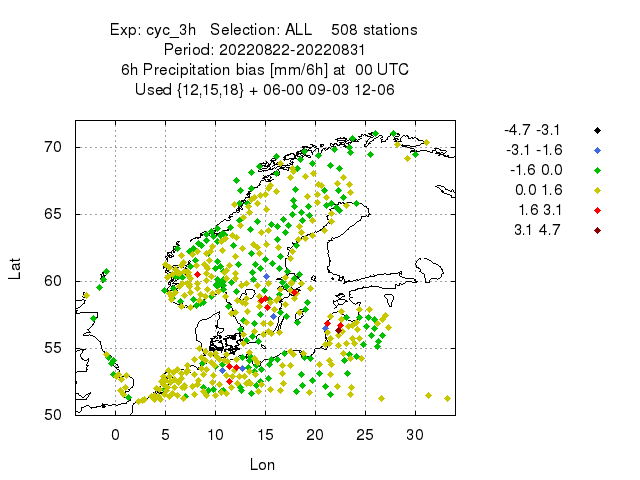 Exp: cyc_3h   Selection: ALL    508 stations
Period: 20220822-20220831
6h Precipitation bias [mm/6h] at  00 UTC
Used {12,15,18} + 06-00 09-03 12-06
-4.7 -3.1
-3.1 -1.6
-1.6 0.0
0.0 1.6
1.6 3.1
3.1 4.7
70
65
60
55
50
Lat
0 5 10 15 20 25 30
Lon